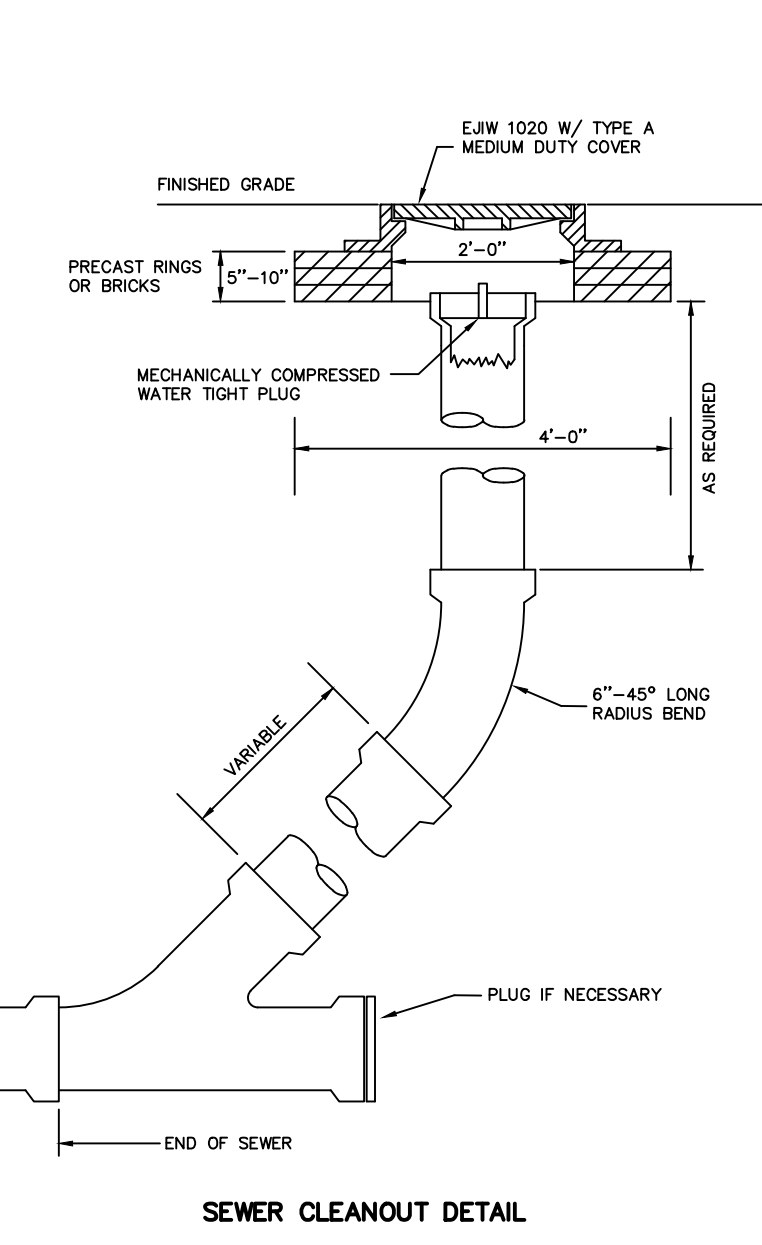 EJIW 1020 W/ TYPE A
MEDIUM DUTY COVER
FINISHED GRADE
2'-0"
PRECAST RINGS
OR BRICKS
5"-10"
MECHANICALLY COMPRESSED
WATER TIGHT PLUG
4'-0"
AS REQUIRED
6"-45° LONG
RADIUS BEND
VARIABLE
PLUG IF NECESSARY
END OF SEWER
SEWER CLEANOUT DETAIL